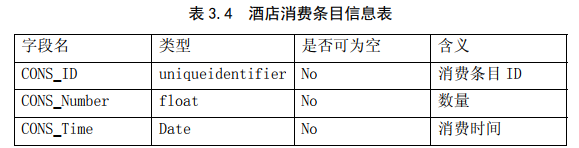 表 3.4 酒店消费条目信息表
字段名 类型 是否可为空 含义
CONS_ID uniqueidentifier No 消费条目 ID
CONS_Number float No 数量
CONS_Time Date No 消费时间